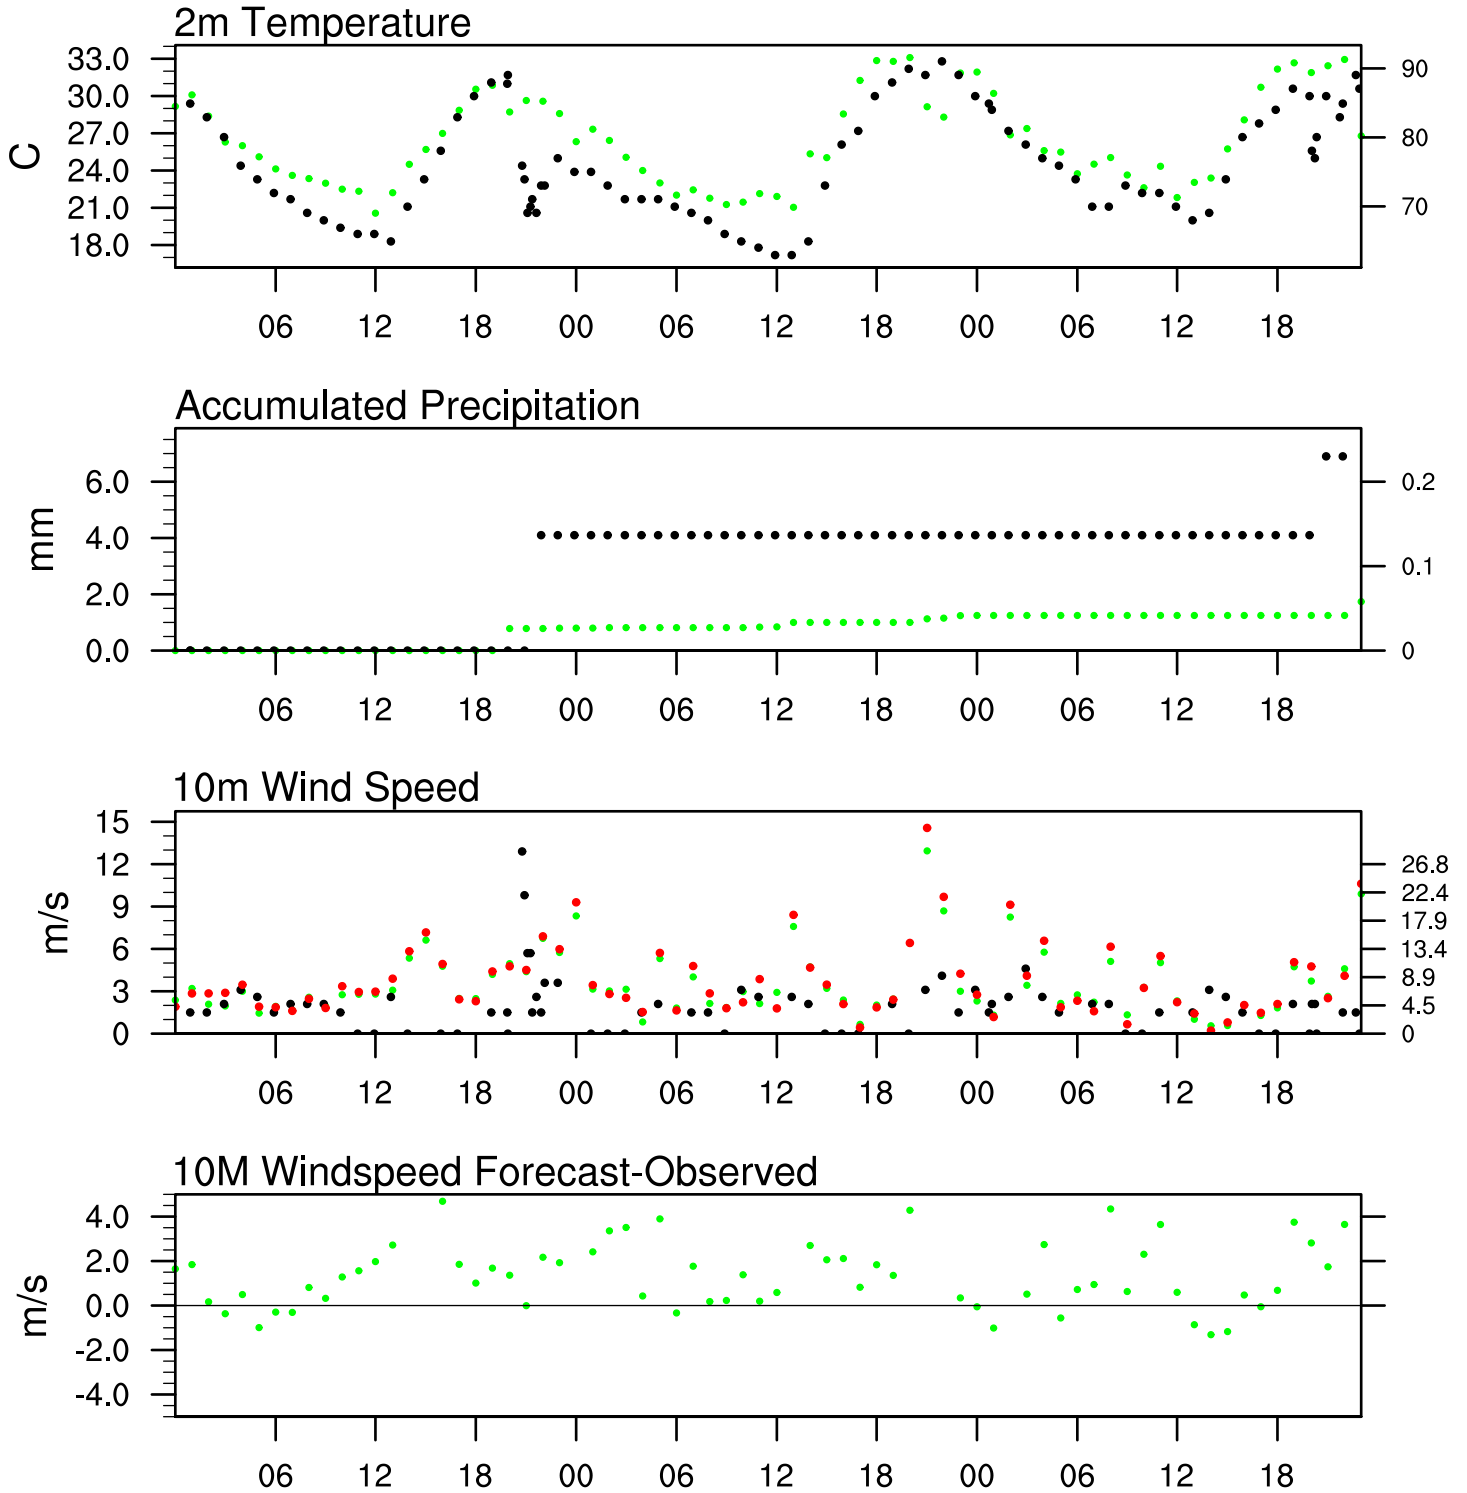 2m Temperature
33.0
30.0
27.0
24.0
21.0
18.0
C
90
80
70
06 12 18 00 06 12 18 00 06 12 18
Accumulated Precipitation
6.0
4.0
2.0
0.0
mm
0.2
0.1
0
06 12 18 00 06 12 18 00 06 12 18
10m Wind Speed
15
12
9
6
3
0
m/s
26.8
22.4
17.9
13.4
8.9
4.5
0
06 12 18 00 06 12 18 00 06 12 18
10M Windspeed Forecast-Observed
4.0
2.0
0.0
-2.0
-4.0
m/s
06 12 18 00 06 12 18 00 06 12 18